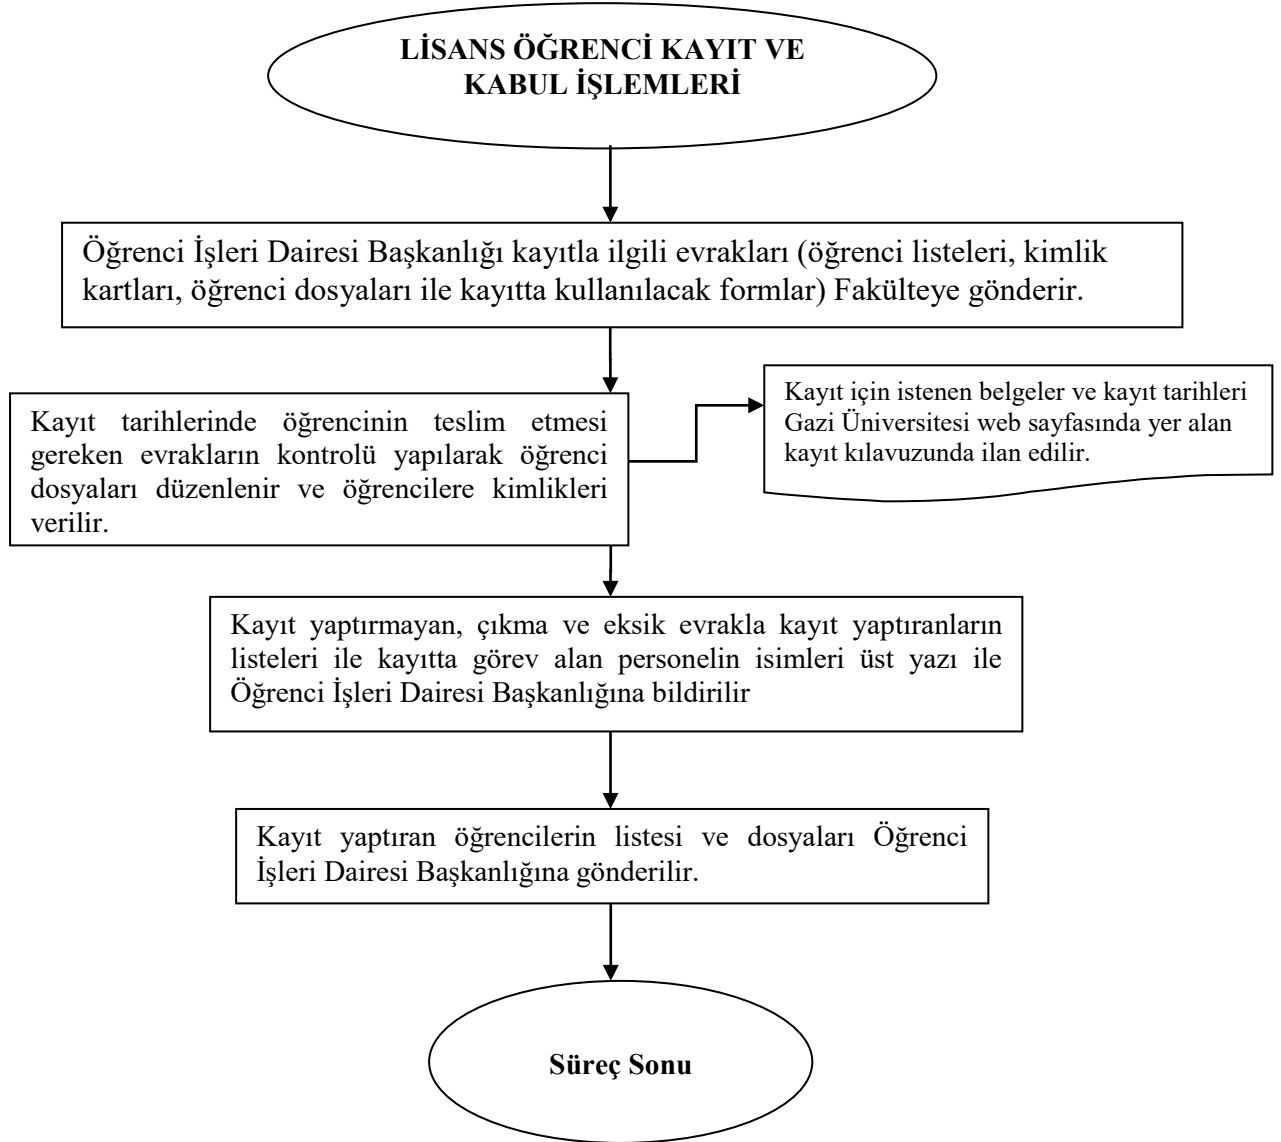 LİSANS ÖĞRENCİ KAYIT VE
KABUL İŞLEMLERİ
Öğrenci İşleri Dairesi Başkanlığı kayıtla ilgili evrakları (öğrenci listeleri, kimlik
kartları, öğrenci dosyaları ile kayıtta kullanılacak formlar) Fakülteye gönderir.
Kayıt tarihlerinde öğrencinin teslim etmesi
gereken evrakların kontrolü yapılarak öğrenci
dosyaları düzenlenir ve öğrencilere kimlikleri
verilir.
Kayıt için istenen belgeler ve kayıt tarihleri
Gazi Üniversitesi web sayfasında yer alan
kayıt kılavuzunda ilan edilir.
Kayıt yaptırmayan, çıkma ve eksik evrakla kayıt yaptıranların
listeleri ile kayıtta görev alan personelin isimleri üst yazı ile
Öğrenci İşleri Dairesi Başkanlığına bildirilir
Kayıt yaptıran öğrencilerin listesi ve dosyaları Öğrenci
İşleri Dairesi Başkanlığına gönderilir.
Süreç Sonu